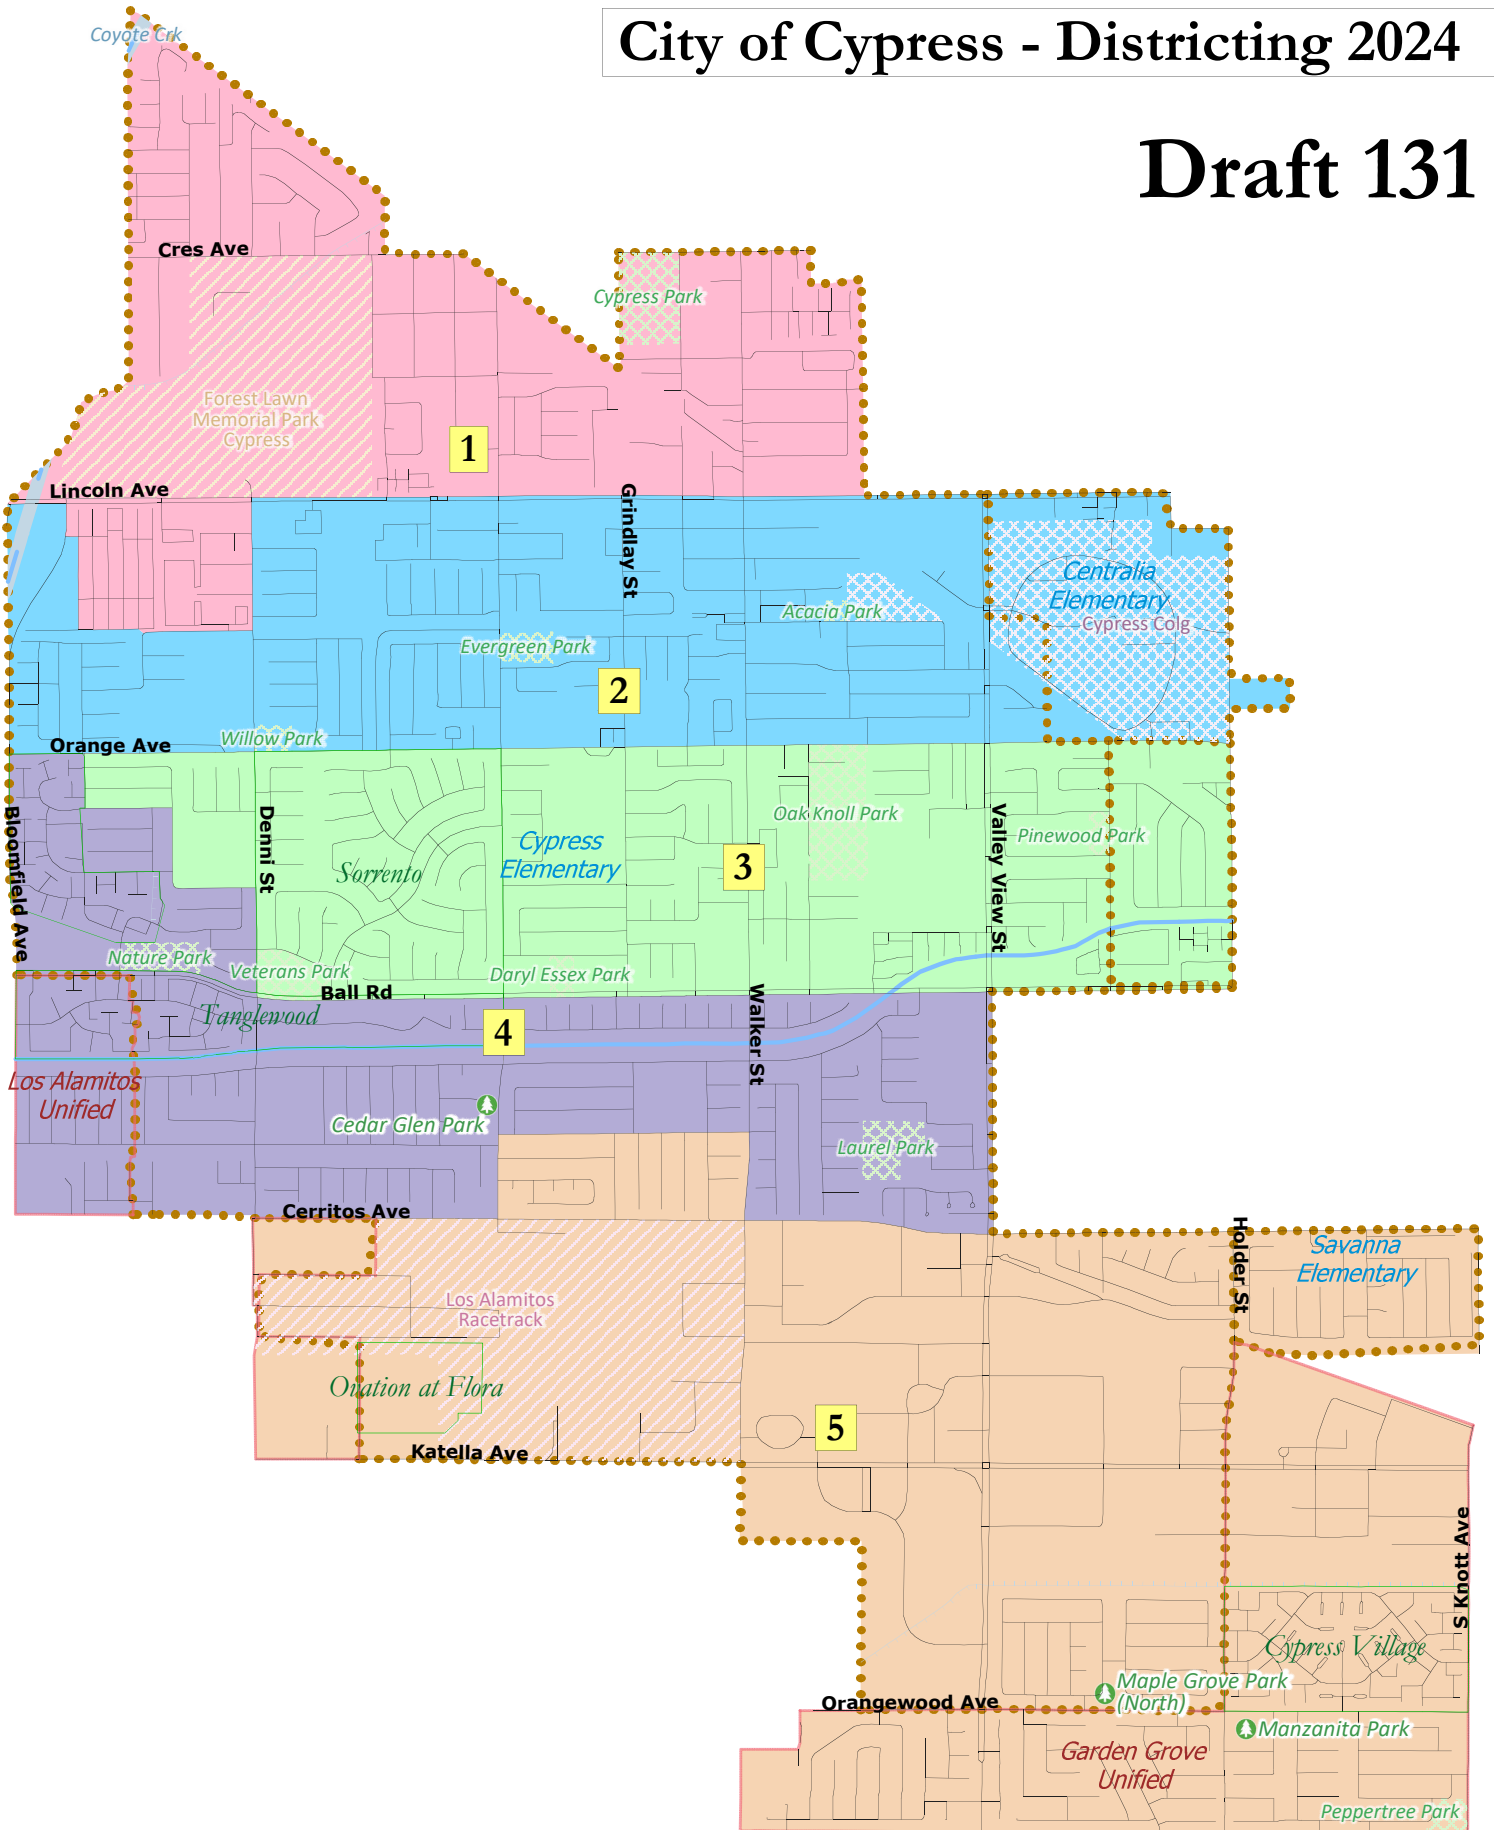 City of Cypress - Districting 2024
Coyote Crk
Draft 131
Cres Ave
Cypress Park
Forest Lawn
Memorial Park
Cypress
1
Lincoln Ave
Grindlay St
Centralia
Elementary
Acacia Park
Cypress Colg
Evergreen Park
2
Willow Park
Orange Ave
Bloomfield Ave
Denni St
Oak Knoll Park
Valley View St
Pinewood Park
Cypress
Elementary
3
Sorrento
Nature Park
Veterans Park
Daryl Essex Park
Ball Rd
Walker St
Tanglewood
4
Los Alamitos
Unified
Cedar Glen Park
Laurel Park
Cerritos Ave
Holder St
Savanna
Elementary
Los Alamitos
Racetrack
Ovation at Flora
5
Katella Ave
S Knott Ave
Cypress Village
Maple Grove Park
(North)
Orangewood Ave
Manzanita Park
Garden Grove
Unified
Peppertree Park